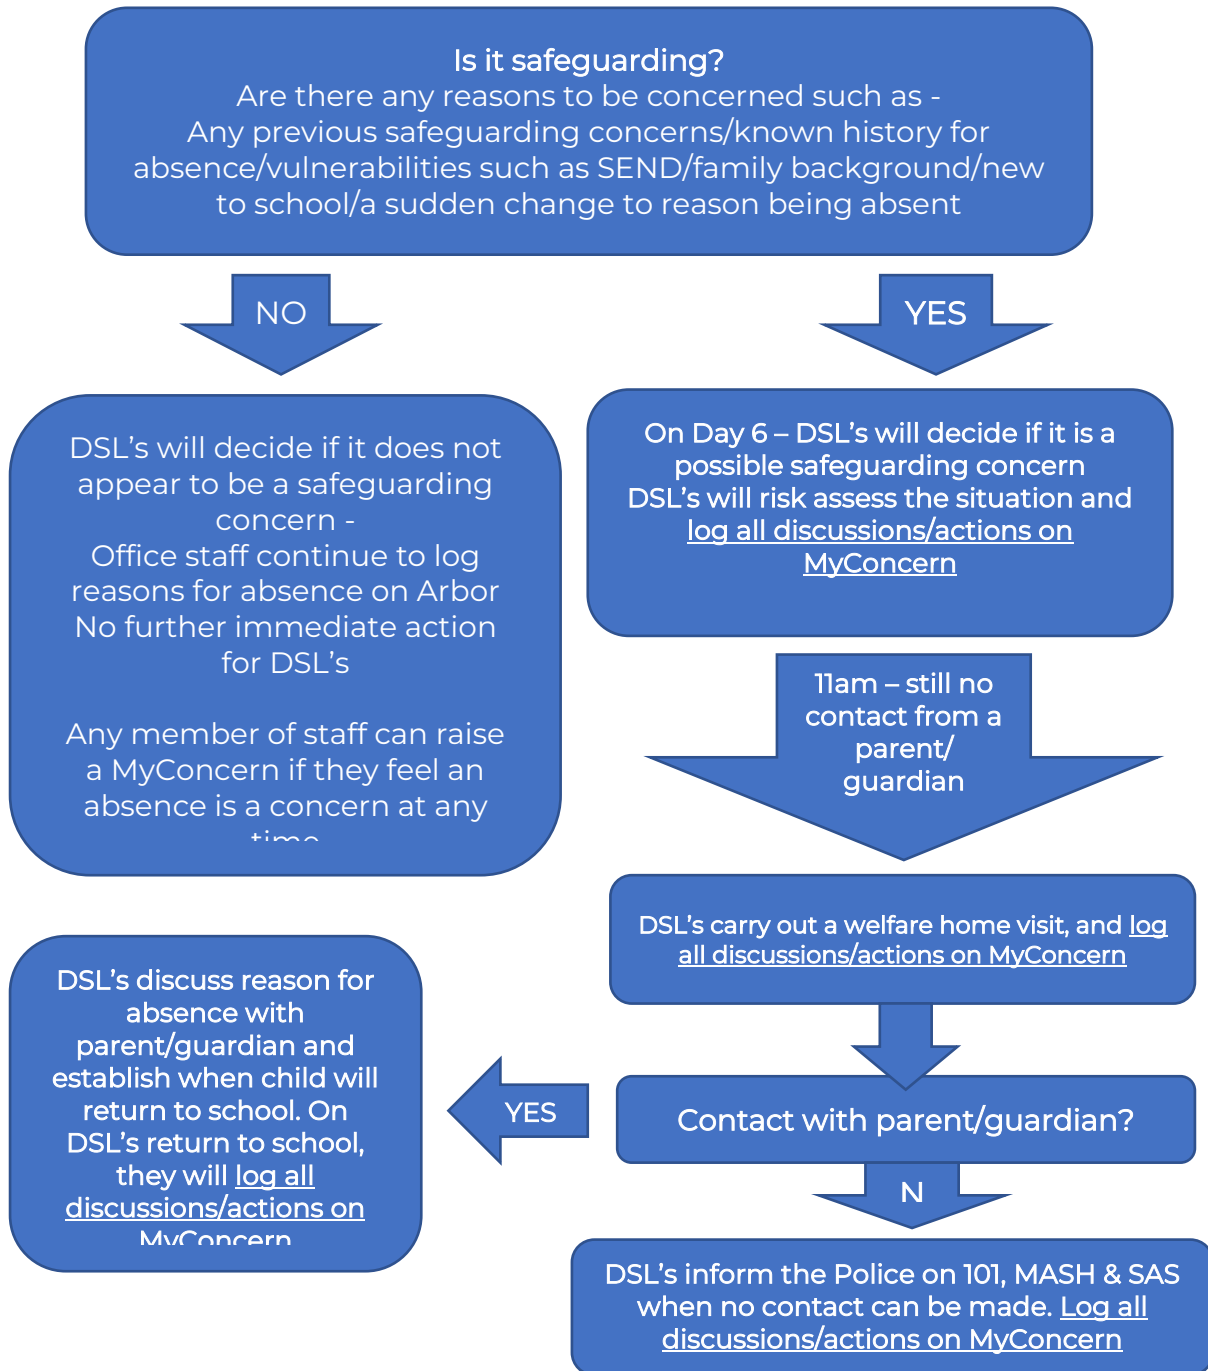 Is it safeguarding?
Are there any reasons to be concerned such as -
Any previous safeguarding concerns/known history for
absence/vulnerabilities such as SEND/family background/new
to school/a sudden change to reason being absent
NO
YES
DSL’s will decide if it does not
appear to be a safeguarding
concern -
Office staff continue to log
reasons for absence on Arbor
No further immediate action
for DSL’s
Any member of staff can raise
a MyConcern if they feel an
absence is a concern at any
time
On Day 6 – DSL’s will decide if it is a
possible safeguarding concern
DSL’s will risk assess the situation and
log all discussions/actions on
MyConcern
11am – still no
contact from a
parent/
guardian
DSL’s carry out a welfare home visit, and log
all discussions/actions on MyConcern
Contact with parent/guardian?
YES
DSL’s discuss reason for
absence with
parent/guardian and
establish when child will
return to school. On
DSL’s return to school,
they will log all
discussions/actions on
MyConcern
N
DSL’s inform the Police on 101, MASH & SAS
when no contact can be made. Log all
discussions/actions on MyConcern